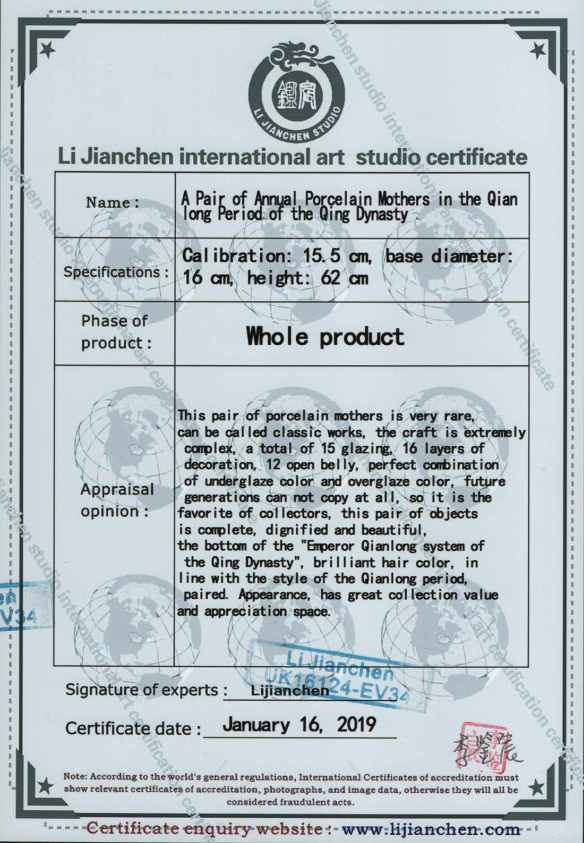 LI JIANCHEN STUDIO
Li Jianchen international art studio certificate
Name :
A Pair of Annual Porcelain Mothers in the Qian
long Period of the Qing Dynasty
Specifications :
Calibration: 15.5 cm, base diameter:
16 cm, height: 62 cm
Phase of
product :
Whole product
Appraisal
opinion :
This pair of porcelain mothers is very rare,
can be called classic works, the craft is extremely
complex, a total of 15 glazing, 16 layers of
decoration, 12 open belly, perfect combination
of underglaze color and overglaze color, future
generations can not copy at all, so it is the
favorite of collectors, this pair of objects
is complete, dignified and beautiful,
the bottom of the "Emperor Qianlong system of
the Qing Dynasty", brilliant hair color, in
line with the style of the Qianlong period,
paired. Appearance, has great collection value
and appreciation space.
Li Jianchen
UK16124-EV34
Signature of experts : Lijianchen
Certificate date : January 16, 2019
Note: According to the world's general regulations, International Certificates of accreditation must
show relevant certificates of accreditation, photographs, and image data, otherwise they will all be
considered fraudulent acts.
Certificate enquiry website : www.lijianchen.com